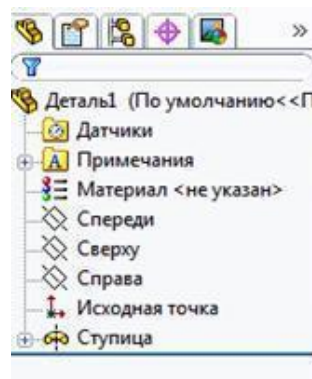 Деталь1 (По умолчанию<<П
Датчики
Примечания
Материал <не указан>
Спереди
Сверху
Справа
Исходная точка
Ступица